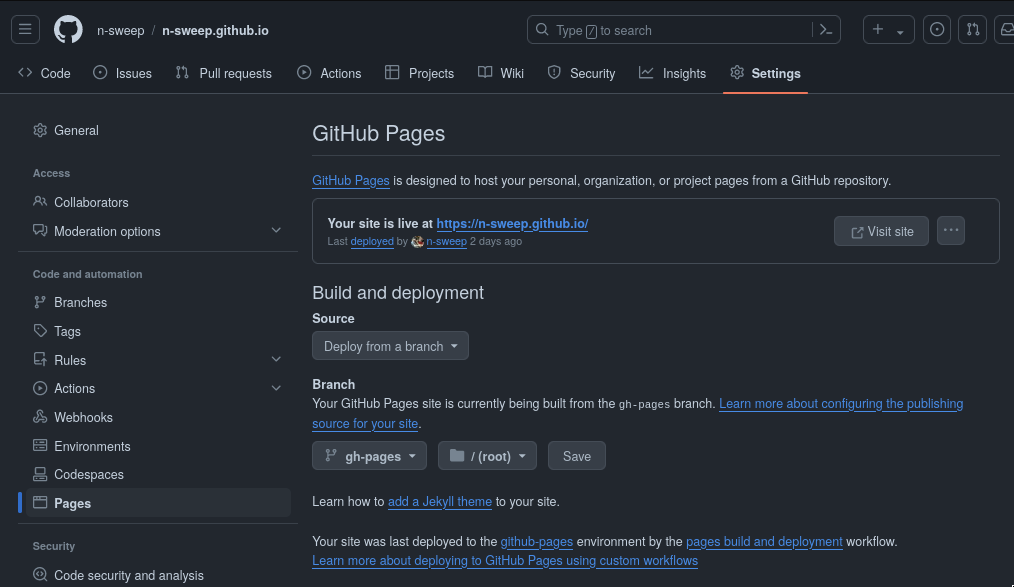 n-sweep / n-sweep.github.io
Type / to search
Code Issues Pull requests Actions Projects Wiki Security Insights Settings
General
Access
Collaborators
Moderation options
Code and automation
Branches
Tags
Rules
Actions
Webhooks
Environments
Codespaces
Pages
Security
Code security and analysis
GitHub Pages
GitHub Pages is designed to host your personal, organization, or project pages from a GitHub repository.
Your site is live at https://n-sweep.github.io/
Last deployed by n-sweep 2 days ago
Visit site
Build and deployment
Source
Deploy from a branch
Branch
Your GitHub Pages site is currently being built from the gh-pages branch. Learn more about configuring the publishing
source for your site.
gh-pages / (root) Save
Learn how to add a Jekyll theme to your site.
Your site was last deployed to the github-pages environment by the pages build and deployment workflow.
Learn more about deploying to GitHub Pages using custom workflows